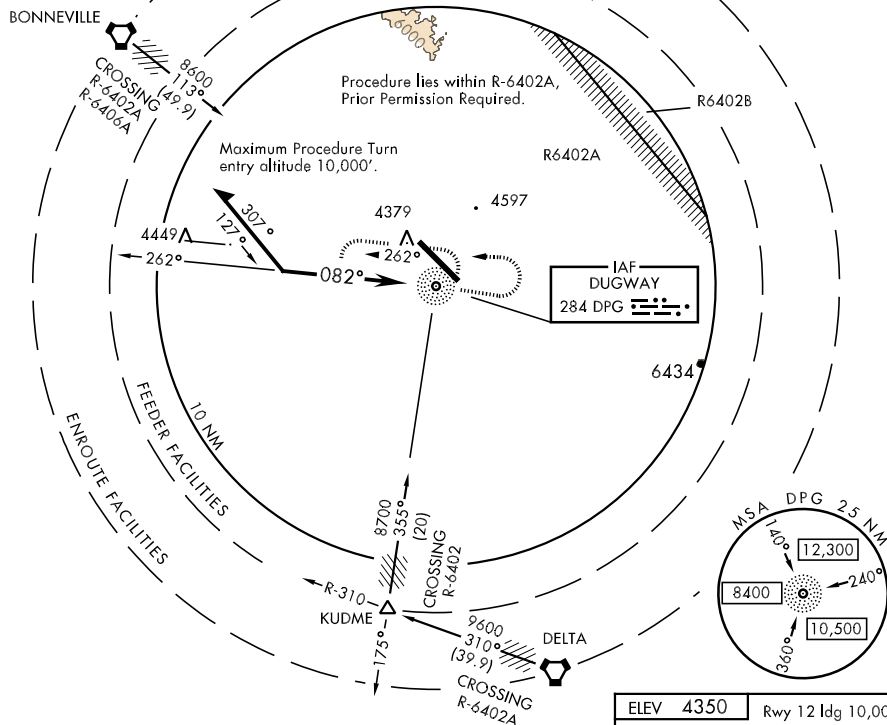 BONNEVILLE
8600
113°
(49.9)
CROSSING
R-6402A
R-6406A
6000
Procedure lies within R-6402A,
Prior Permission Required.
R6402B
R6402A
Maximum Procedure Turn
entry altitude 10,000'.
307°
127°
4449
262°
082°
4379
262°
4597
IAF
DUGWAY
284 DPG
6434
10 NM
FEEDER FACILITIES
ENROUTE FACILITIES
8700
355°
(20)
CROSSING
R-6402
R-310
KUDME
175°
9600
310°
(39.9)
DELTA
CROSSING
R-6402A
MSA DPG 25 NM
140°
12,300
240°
8400
10,500
360°
ELEV 4350
Rwy 12 ldg 10,00